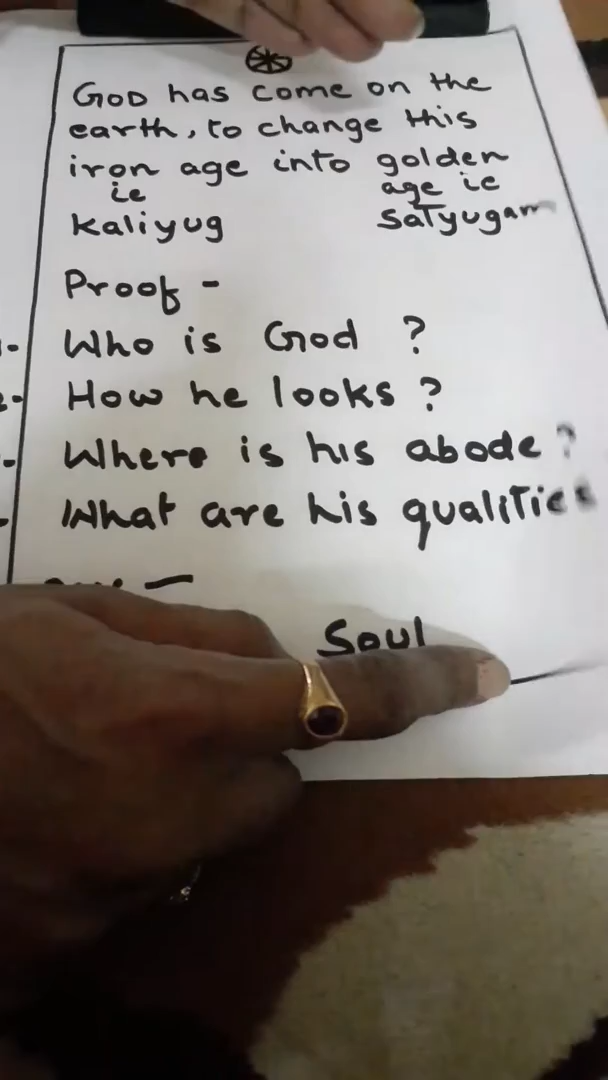 God has come on the
earth, to change this
iron age into golden
ie age ie
Kaliyug Satyugam
Proof -
Who is God ?
How he looks ?
Where is his abode ?
What are his qualities
Soul